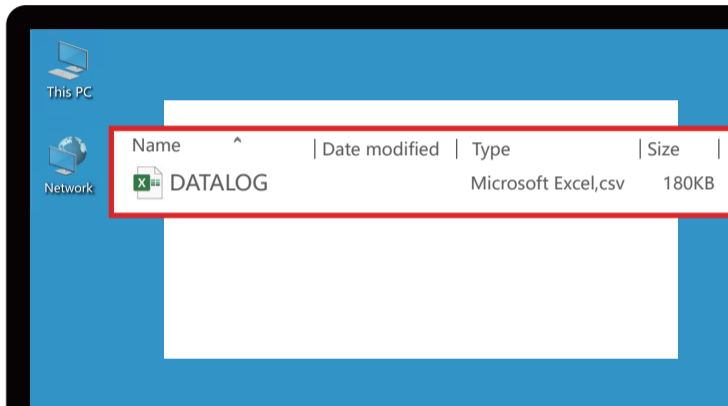 This PC
Network
Name ^ | Date modified | Type | Size |
X DATALOG Microsoft Excel,csv 180KB